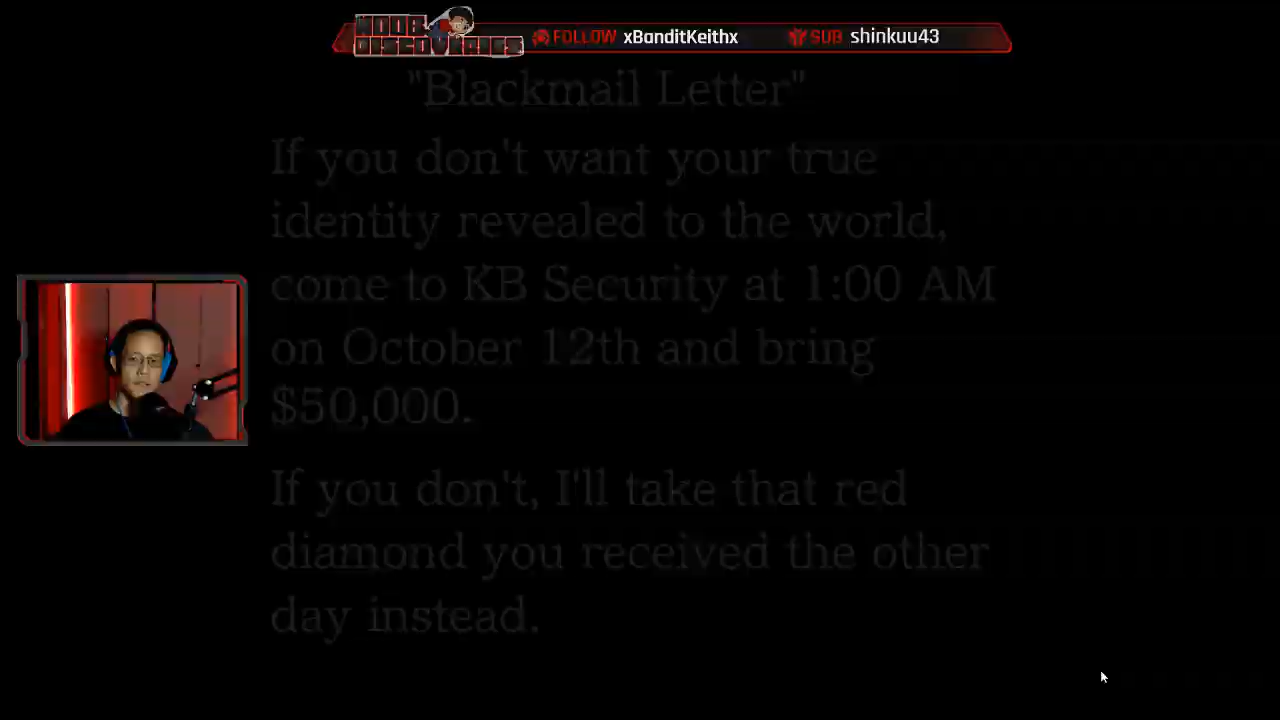 NOOB DISCOVERIES
FOLLOW xBanditKeithx SUB shinkuu43
"Blackmail Letter"
If you don't want your true
identity revealed to the world,
come to KB Security at 1:00 AM
on October 12th and bring
$50,000.
If you don't, I'll take that red
diamond you received the other
day instead.